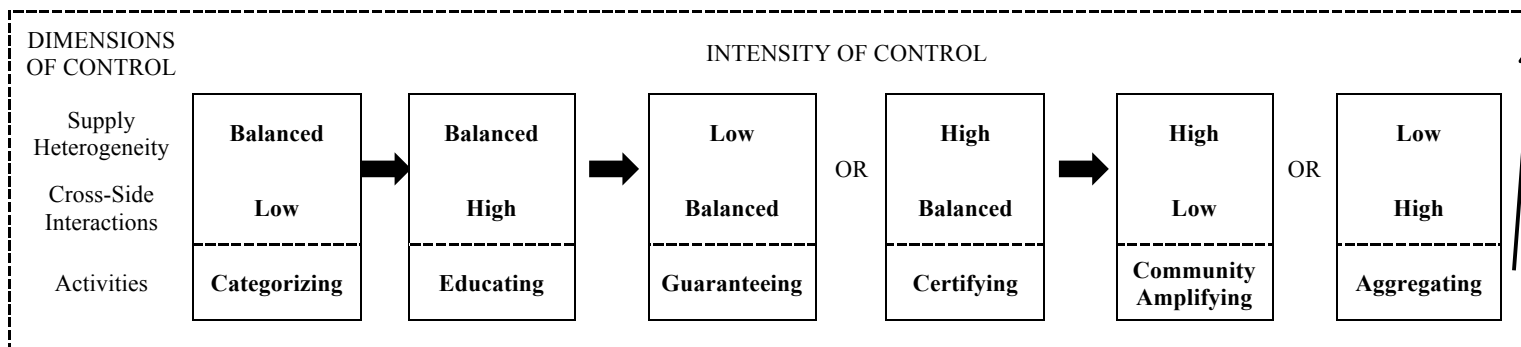 DIMENSIONS
OF CONTROL
INTENSITY OF CONTROL
Supply
Heterogeneity
Balanced
Balanced
Low
OR
High
High
OR
Low
Cross-Side
Interactions
Low
High
Balanced
Balanced
Low
High
Activities
Categorizing
Educating
Guaranteeing
Certifying
Community
Amplifying
Aggregating